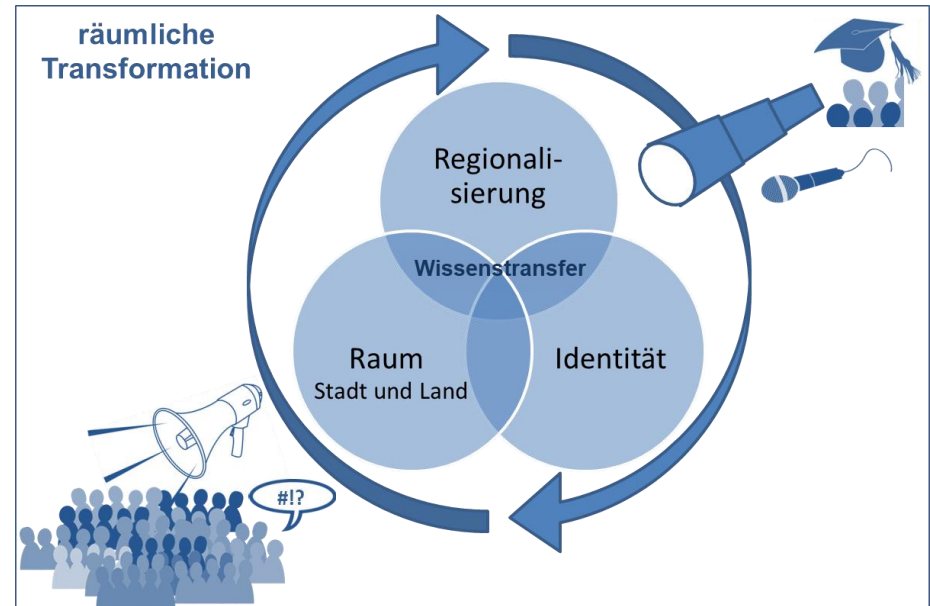 räumliche
Transformation
Regionali-
sierung
Wissenstransfer
Raum
Stadt und Land
Identität
#!?